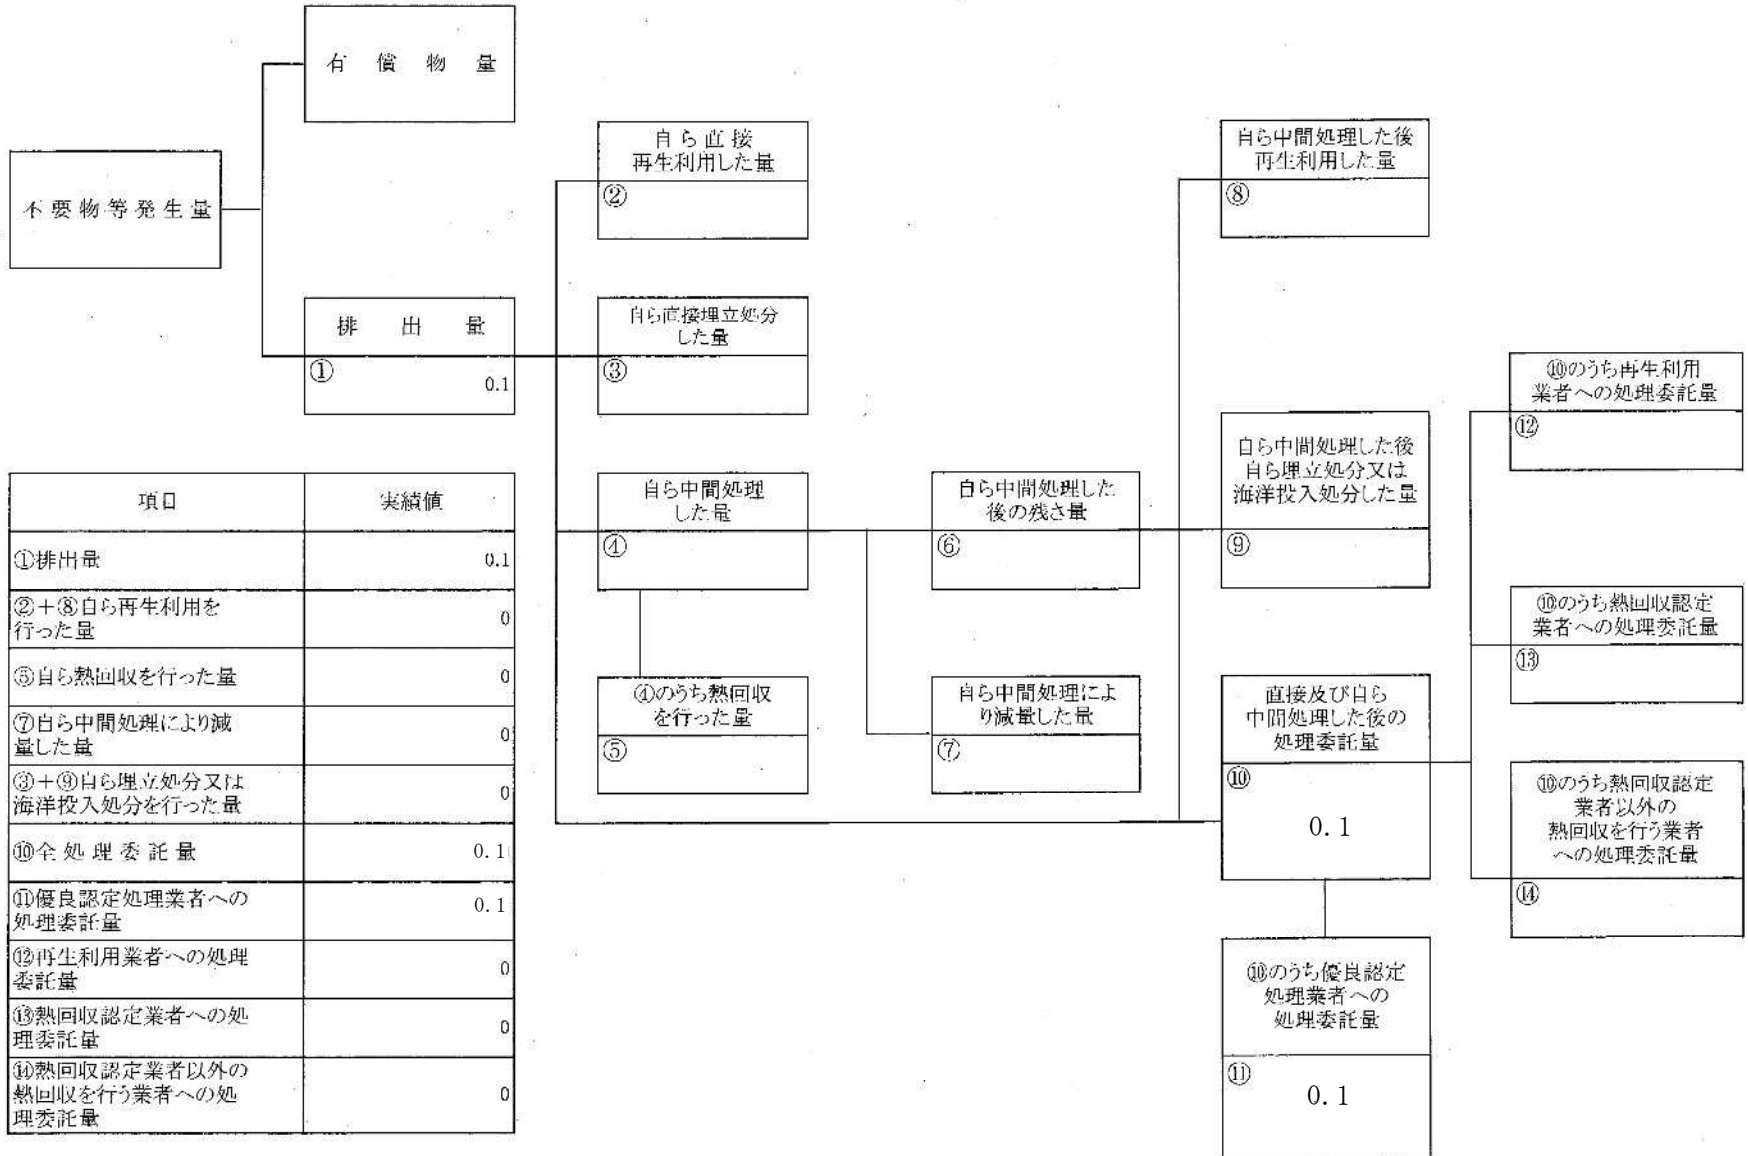 有償物量
不要物等発生量
排出量
①
0.1
自ら直接
再生利用した量
②
自ら直接埋立処分
した量
③
自ら中間処理
した量
④
④のうち熱回収
を行った量
⑤
自ら中間処理した
後の残さ量
⑥
自ら中間処理によ
り減量した量
⑦
自ら中間処理した後
再生利用した量
⑧
自ら中間処理した後
自ら埋立処分又は
海洋投入処分した量
⑨
直接及び自ら
中間処理した後の
処理委託量
⑩
0.1
⑩のうち優良認定
処理業者への
処理委託量
⑪
0.1
⑩のうち再生利用
業者への処理委託量
⑫
⑩のうち熱回収認定
業者への処理委託量
⑬
⑩のうち熱回収認定
業者以外の
熱回収を行う業者
への処理委託量
⑭
項目 実績値
①排出量 0.1
②+⑧自ら再生利用を
行った量 0
⑤自ら熱回収を行った量 0
⑦自ら中間処理により減
量した量 0
③+⑨自ら埋立処分又は
海洋投入処分を行った量 0
⑩全処理委託量 0.1
⑪優良認定処理業者への
処理委託量 0.1
⑫再生利用業者への処理
委託量 0
⑬熱回収認定業者への処
理委託量 0
⑭熱回収認定業者以外の
熱回収を行う業者への処
理委託量 0